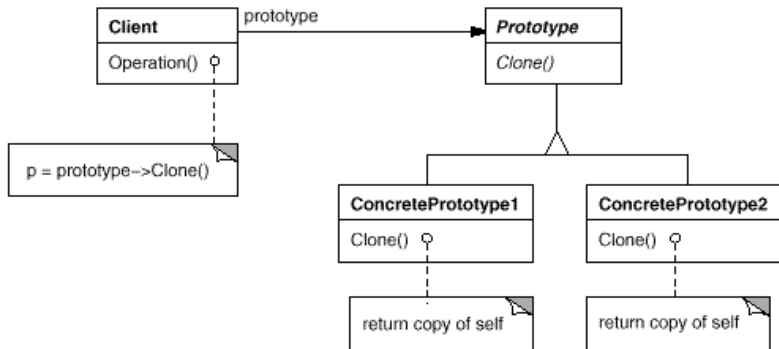 Client
prototype
Prototype
Operation()
Clone()
p = prototype->Clone()
ConcretePrototype1
ConcretePrototype2
Clone()
Clone()
return copy of self
return copy of self